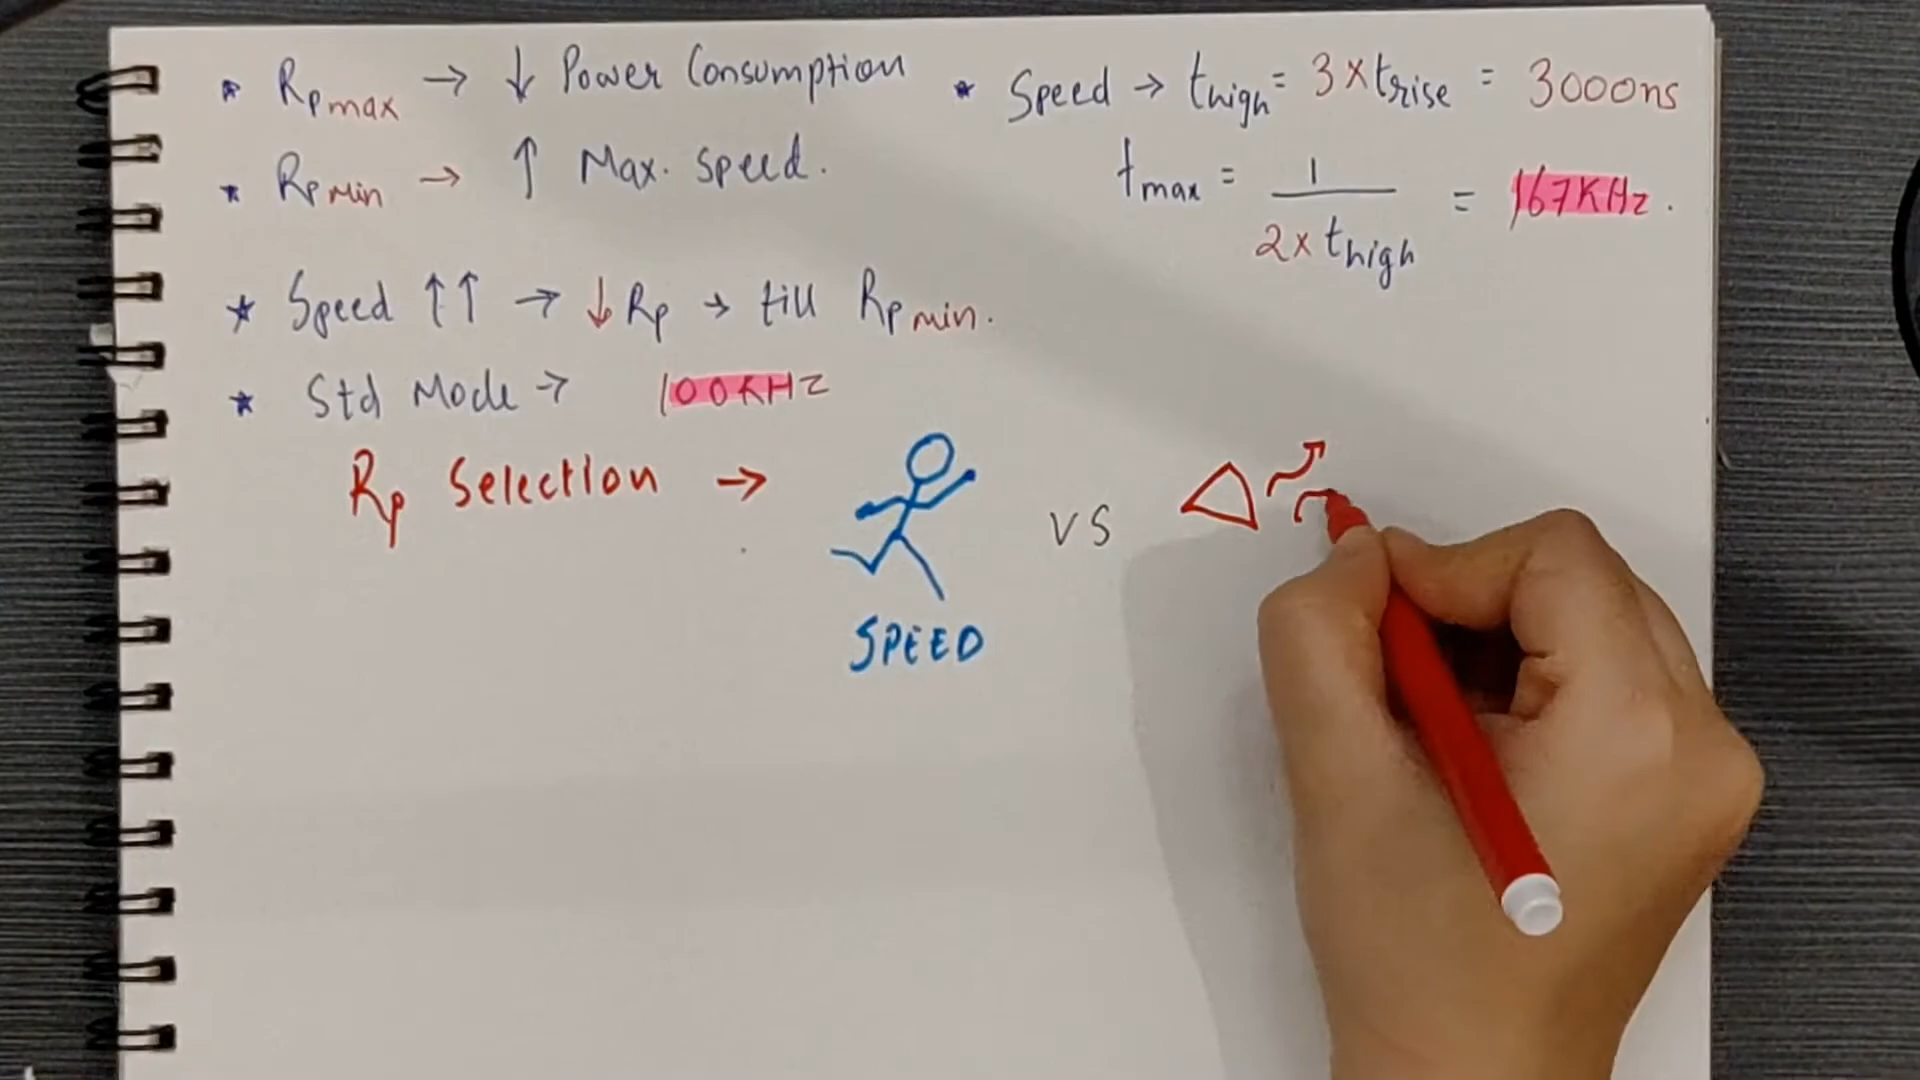 * Rpmax → ↓ Power Consumption
* Rpmin → ↑ Max. Speed.
* Speed ↑↑ → ↓ Rp → till Rpmin.
* Std Mode → 100KHZ
* Speed → thigh = 3 x trise = 3000ns
tmax = 1 / 2 x thigh = 167KHz.
Rp Selection → VS
SPEED